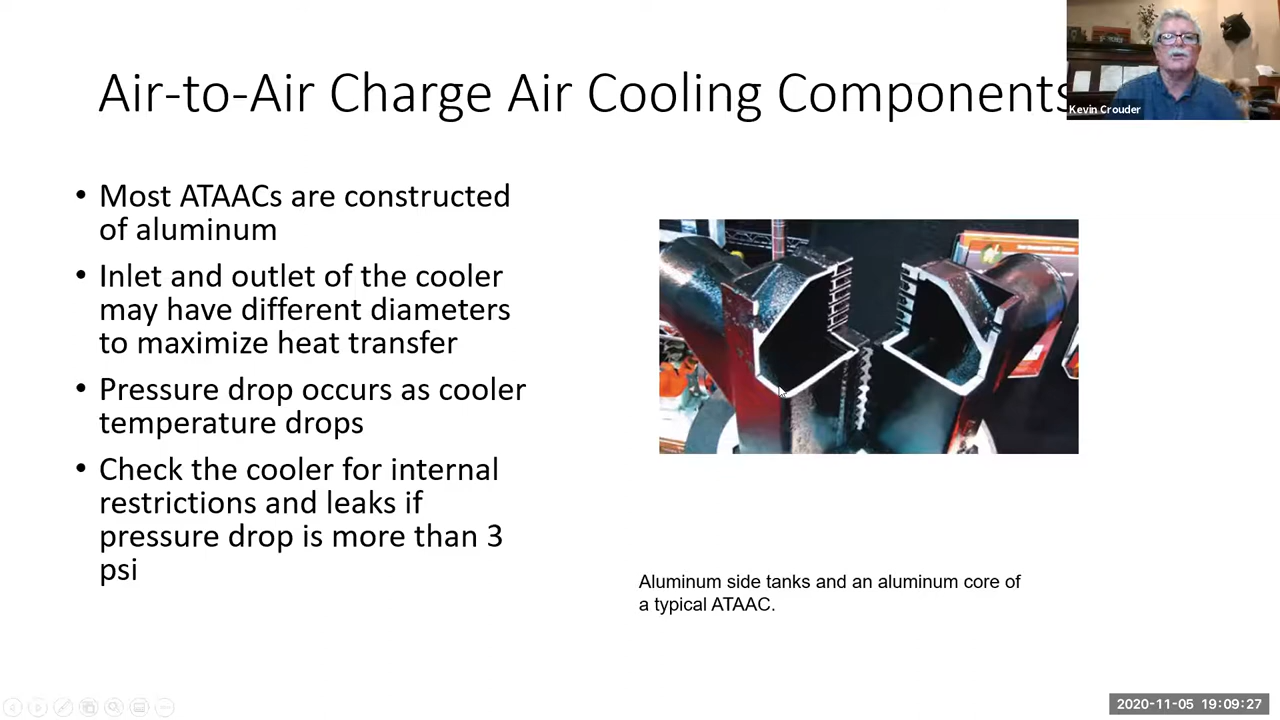 Air-to-Air Charge Air Cooling Components
Kevin Crouder
• Most ATAACs are constructed
of aluminum
• Inlet and outlet of the cooler
may have different diameters
to maximize heat transfer
• Pressure drop occurs as cooler
temperature drops
• Check the cooler for internal
restrictions and leaks if
pressure drop is more than 3
psi
Aluminum side tanks and an aluminum core of
a typical ATAAC.
2020-11-05 19:09:27